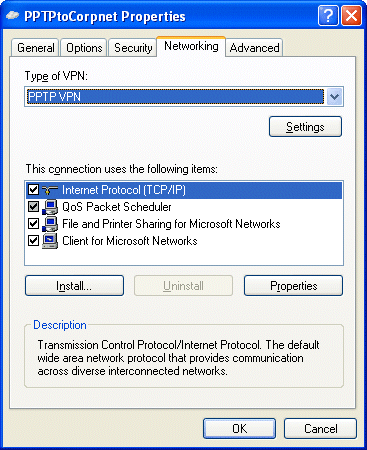 PPTPtoCorpnet Properties
General Options Security Networking Advanced
Type of VPN:
PPTP VPN
Settings
This connection uses the following items:
Internet Protocol (TCP/IP)
QoS Packet Scheduler
File and Printer Sharing for Microsoft Networks
Client for Microsoft Networks
Install... Uninstall Properties
Description
Transmission Control Protocol/Internet Protocol. The default
wide area network protocol that provides communication
across diverse interconnected networks.
OK Cancel